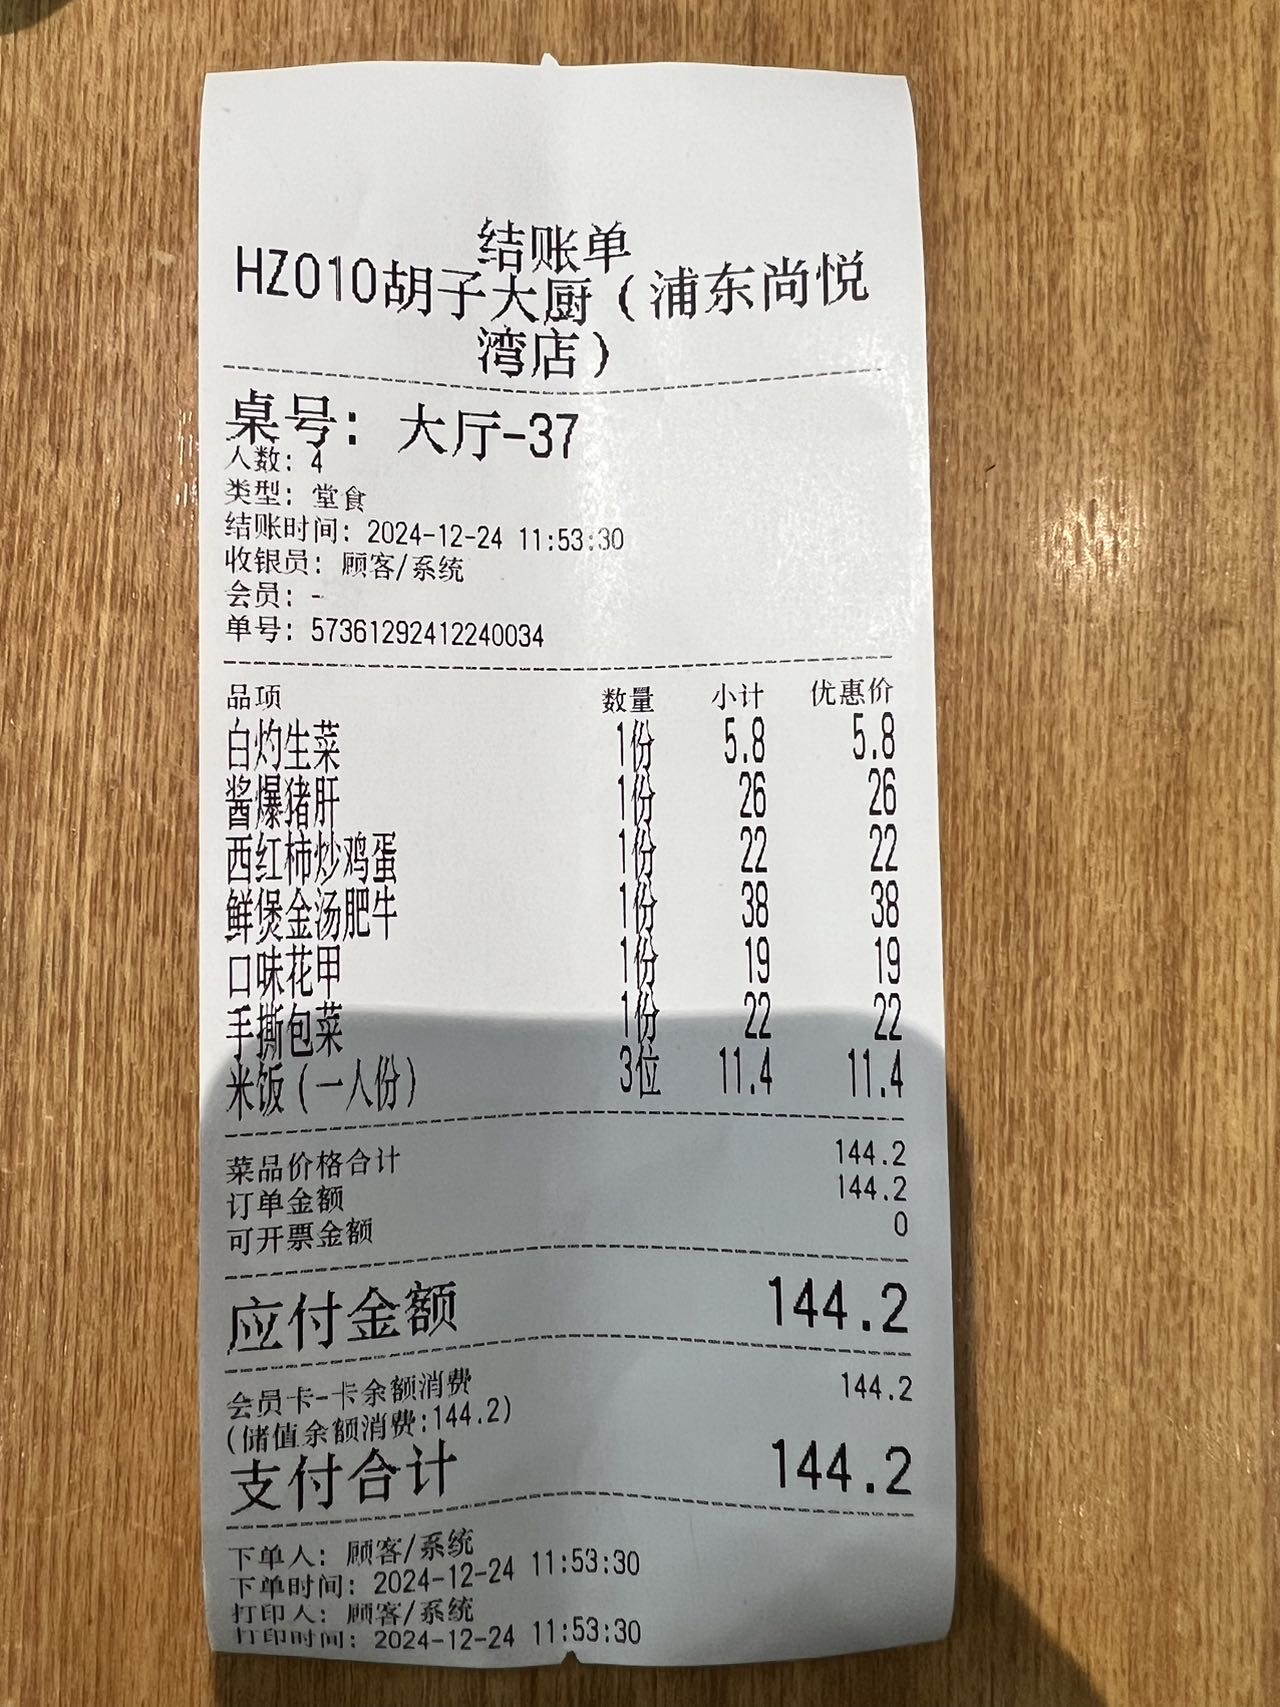 结账单
HZ010胡子大厨（浦东尚悦
湾店）
桌号：大厅-37
人数：4
类型：堂食
结账时间：2024-12-24 11:53:30
收银员：顾客/系统
会员：-
单号：57361292412240034
品项 数量 小计 优惠价
白灼生菜 1份 5.8 5.8
酱爆猪肝 1份 26 26
西红柿炒鸡蛋 1份 22 22
鲜煲金汤肥牛 1份 38 38
口味花甲 1份 19 19
手撕包菜 1份 22 22
米饭（一人份） 3位 11.4 11.4
菜品价格合计 144.2
订单金额 144.2
可开票金额 0
应付金额 144.2
会员卡-卡余额消费 144.2
(储值余额消费:144.2)
支付合计 144.2
下单人：顾客/系统
下单时间：2024-12-24 11:53:30
打印人：顾客/系统
打印时间：2024-12-24 11:53:30